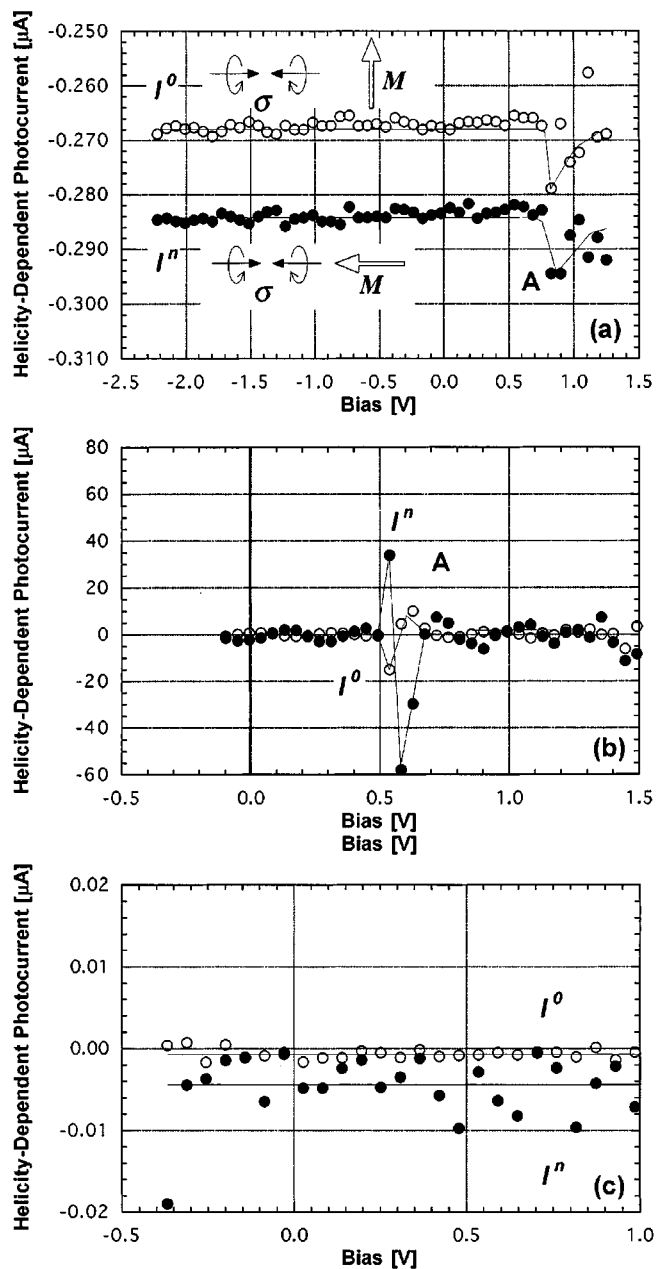 Helicity-Dependent Photocurrent [μA]
-0.250
-0.260
-0.270
-0.280
-0.290
-0.300
-0.310
I⁰
σ
M
Iⁿ
σ
M
A
(a)
-2.5 -2.0 -1.5 -1.0 -0.5 0.0 0.5 1.0 1.5
Bias [V]
Helicity-Dependent Photocurrent [μA]
80
60
40
20
0
-20
-40
-60
Iⁿ
A
I⁰
(b)
-0.5 0.0 0.5 1.0 1.5
Bias [V]
Bias [V]
Helicity-Dependent Photocurrent [μA]
0.02
0.01
0.00
-0.01
-0.02
I⁰
Iⁿ
(c)
-0.5 0.0 0.5 1.0
Bias [V]